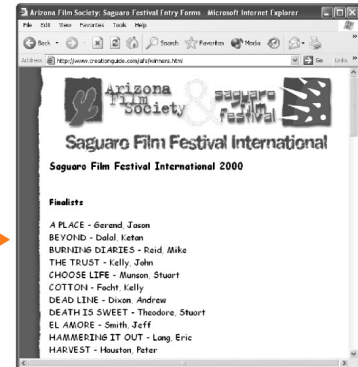 Arizona Film Society: Saguaro Festival Entry Forms - Microsoft Internet Explorer
File Edit View Favorites Tools Help
Back Search Favorites Media
Address http://www.creationguide.com/afs/winners.html Go Links »
Arizona
Film
Society
&
saguaro
film
festival
Saguaro Film Festival International
Saguaro Film Festival International 2000
Finalists
A PLACE - Gerend, Jason
BEYOND - Dalal, Ketan
BURNING DIARIES - Reid, Mike
THE TRUST - Kelly, John
CHOOSE LIFE - Munson, Stuart
COTTON - Focht, Kelly
DEAD LINE - Dixon, Andrew
DEATH IS SWEET - Theodore, Stuart
EL AMORE - Smith, Jeff
HAMMERING IT OUT - Lang, Eric
HARVEST - Houston, Peter